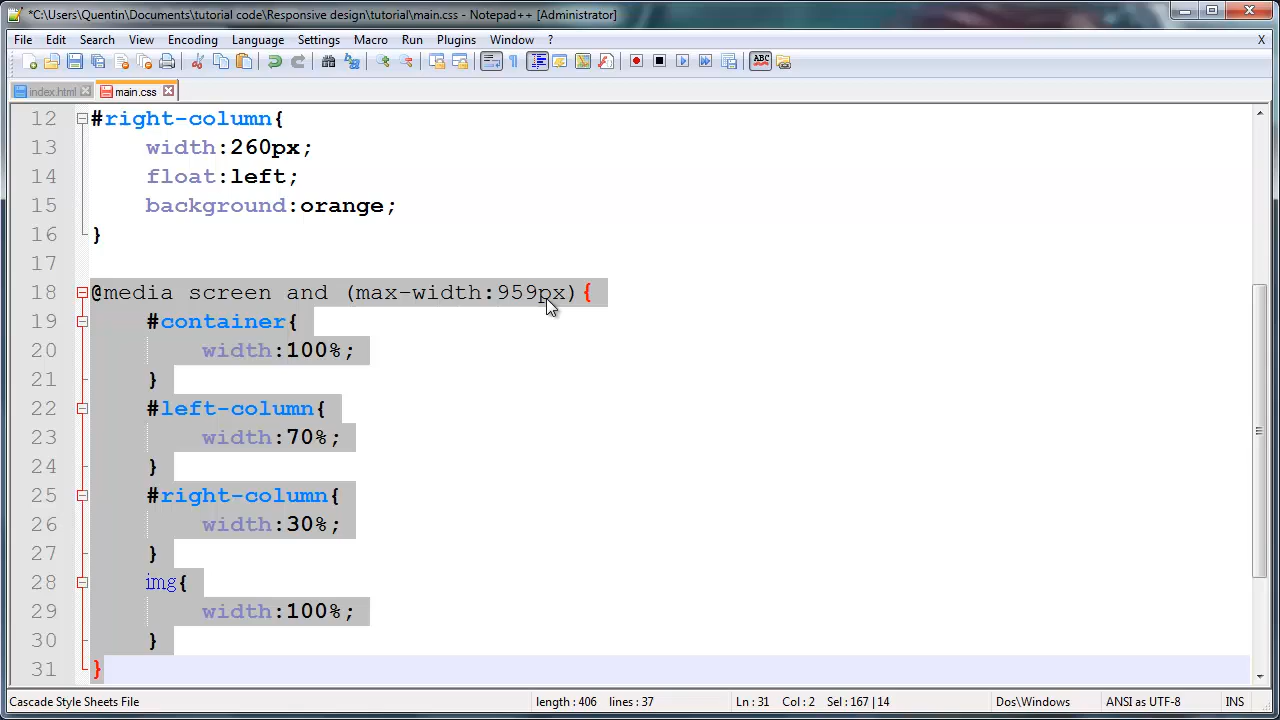 *C:\Users\Quentin\Documents\tutorial code\Responsive design\tutorial\main.css - Notepad++ [Administrator]
File Edit Search View Encoding Language Settings Macro Run Plugins Window ? X
index.html main.css
12 #right-column{
13 width:260px;
14 float:left;
15 background:orange;
16 }
17
18 @media screen and (max-width:959px){
19 #container{
20 width:100%;
21 }
22 #left-column{
23 width:70%;
24 }
25 #right-column{
26 width:30%;
27 }
28 img{
29 width:100%;
30 }
31 }
Cascade Style Sheets File length : 406 lines : 37 Ln : 31 Col : 2 Sel : 167 | 14 Dos\Windows ANSI as UTF-8 INS